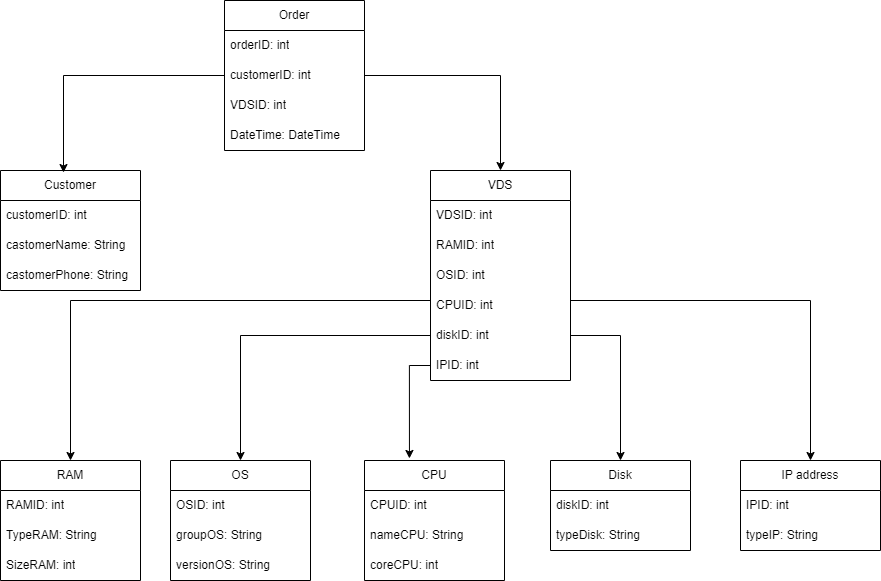 Order
orderID: int
customerID: int
VDSID: int
DateTime: DateTime
Customer
customerID: int
castomerName: String
castomerPhone: String
VDS
VDSID: int
RAMID: int
OSID: int
CPUID: int
diskID: int
IPID: int
RAM
RAMID: int
TypeRAM: String
SizeRAM: int
OS
OSID: int
groupOS: String
versionOS: String
CPU
CPUID: int
nameCPU: String
coreCPU: int
Disk
diskID: int
typeDisk: String
IP address
IPID: int
typeIP: String